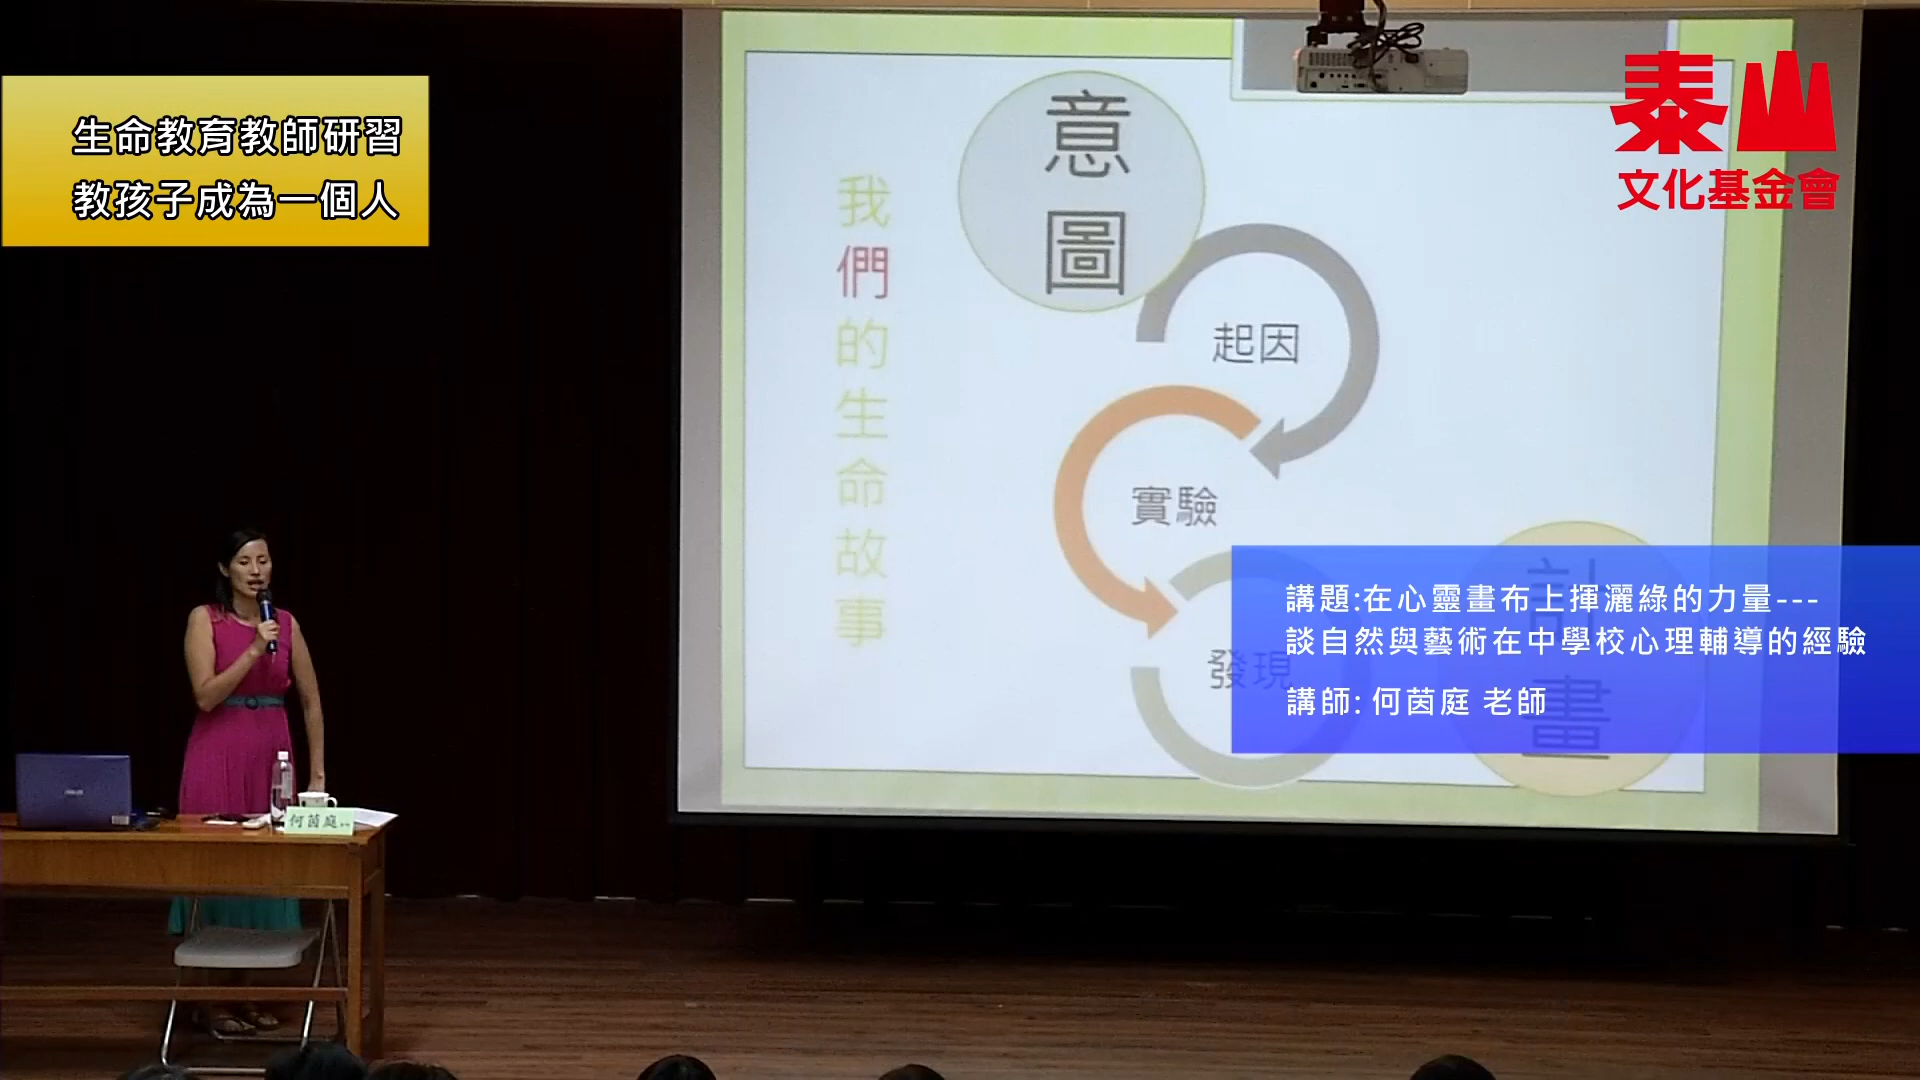 生命教育教師研習
教孩子成為一個人
泰山
文化基金會
我們的生命故事
意圖
起因
實驗
發現
計畫
講題:在心靈畫布上揮灑綠的力量---
談自然與藝術在中學校心理輔導的經驗
講師: 何茵庭 老師
何茵庭